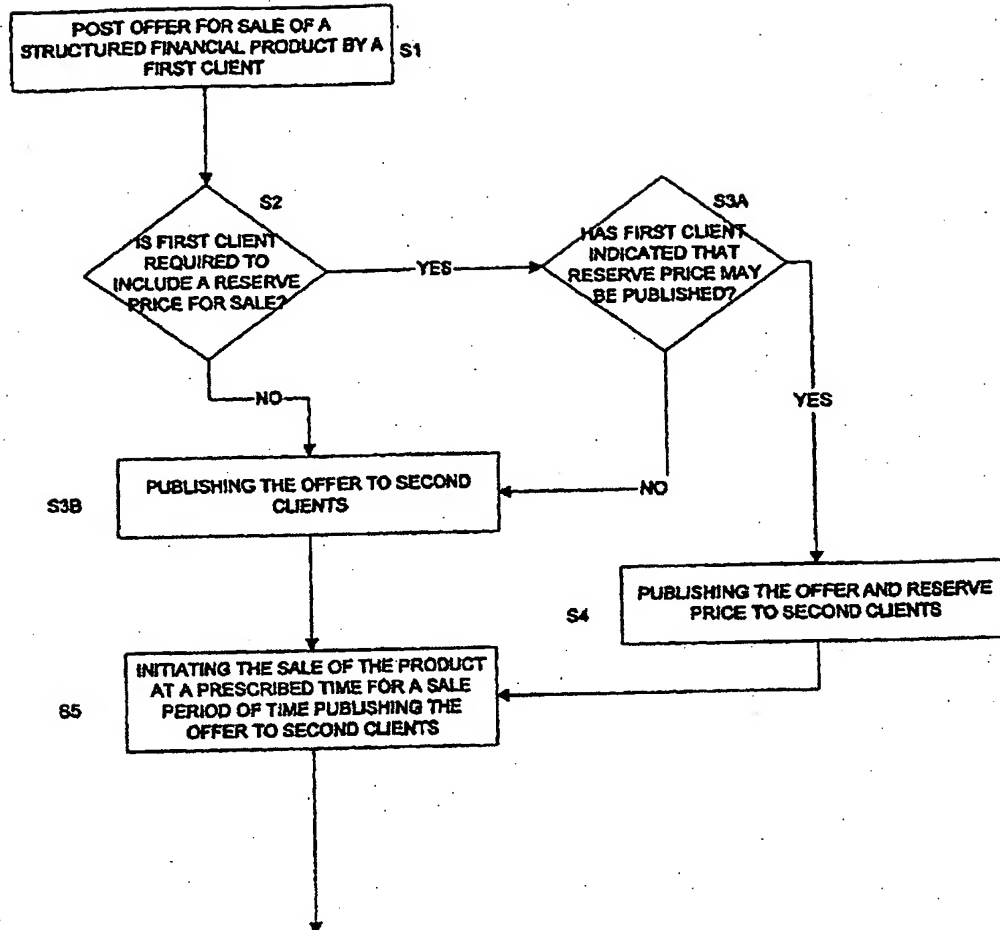 POST OFFER FOR SALE OF A
STRUCTURED FINANCIAL PRODUCT BY A
FIRST CLIENT
S1
S2
IS FIRST CLIENT
REQUIRED TO
INCLUDE A RESERVE
PRICE FOR SALE?
YES
S3A
HAS FIRST CLIENT
INDICATED THAT
RESERVE PRICE MAY
BE PUBLISHED?
NO
YES
PUBLISHING THE OFFER TO SECOND
CLIENTS
NO
S3B
PUBLISHING THE OFFER AND RESERVE
PRICE TO SECOND CLIENTS
S4
INITIATING THE SALE OF THE PRODUCT
AT A PRESCRIBED TIME FOR A SALE
PERIOD OF TIME PUBLISHING THE
OFFER TO SECOND CLIENTS
S5